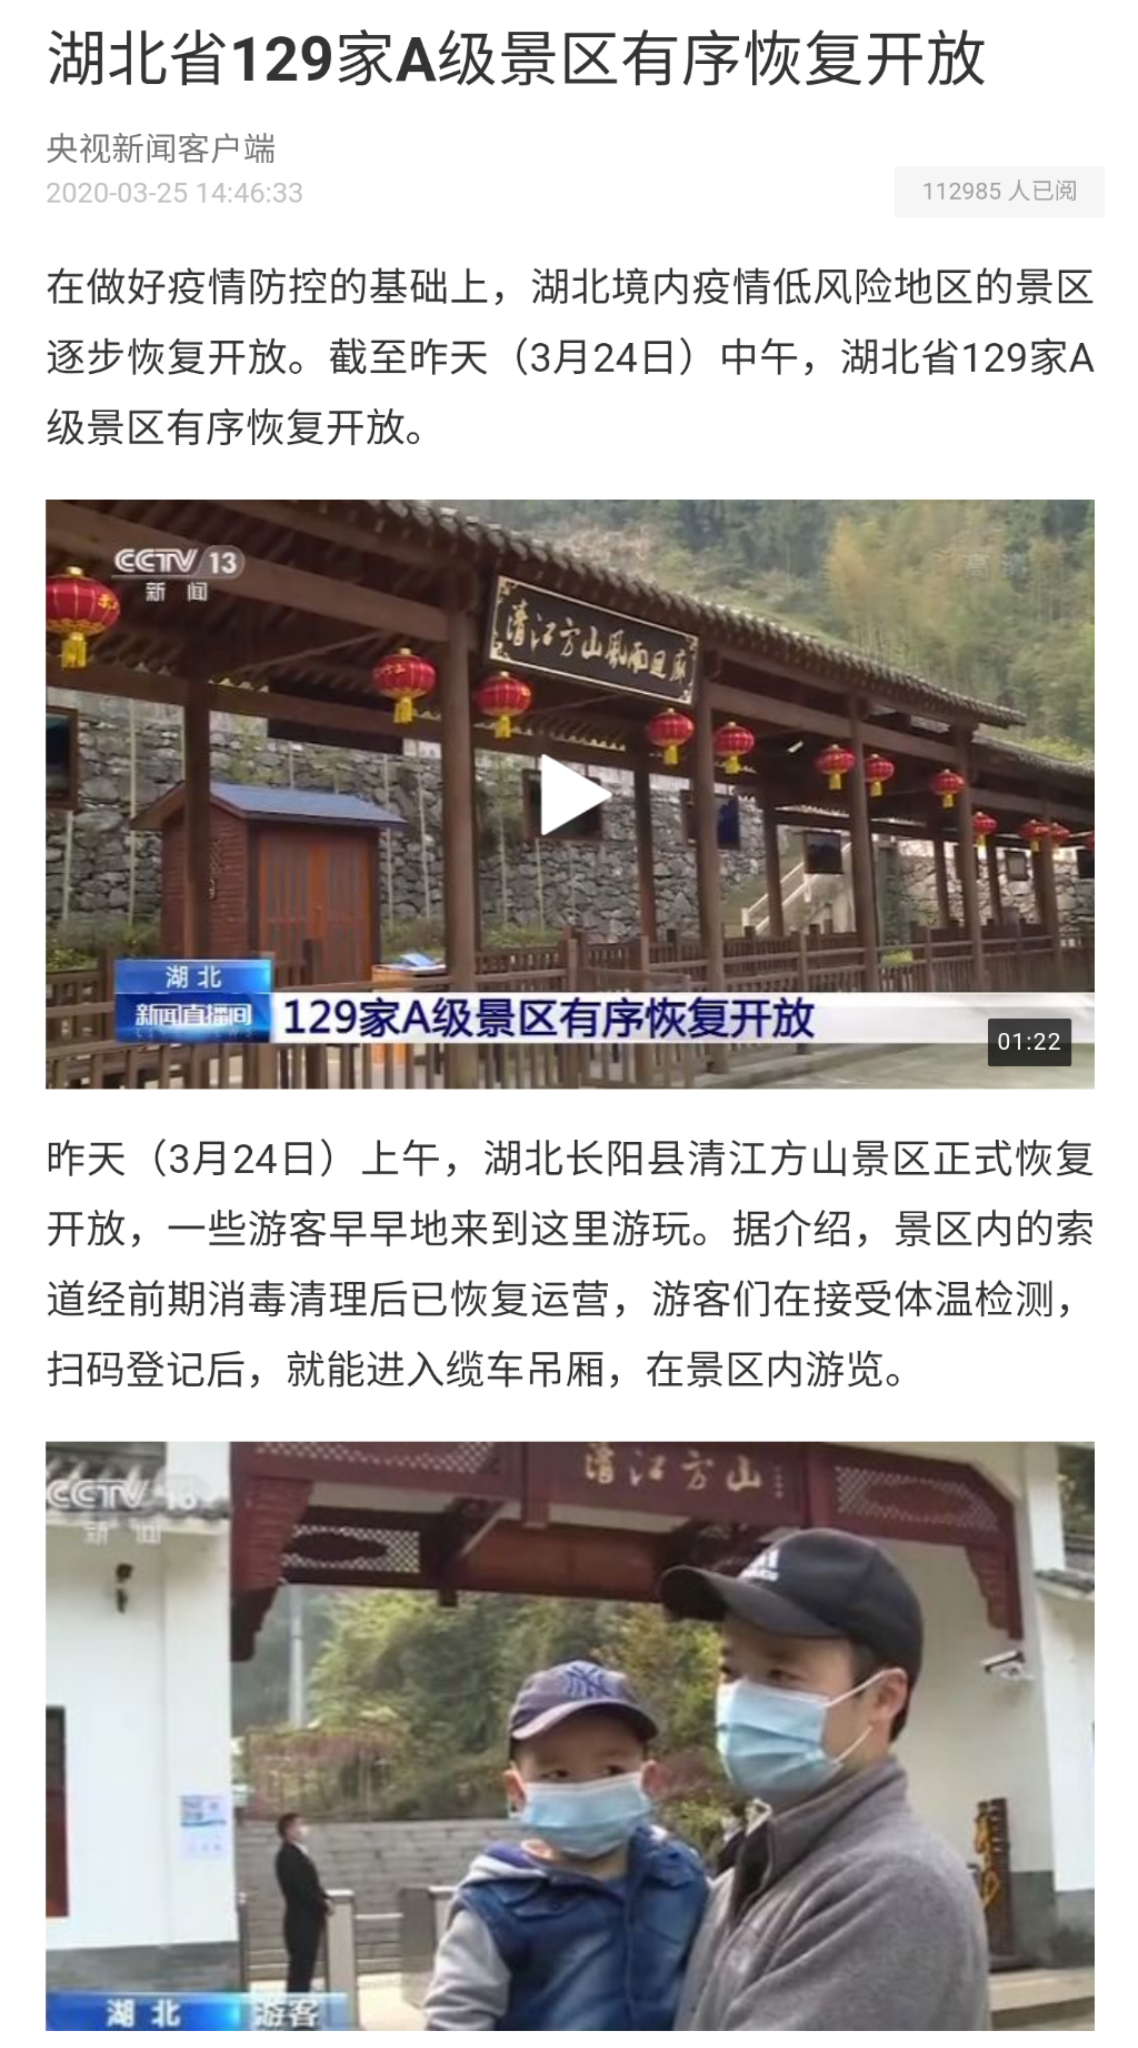 湖北省129家A级景区有序恢复开放
央视新闻客户端
2020-03-25 14:46:33
112985 人已阅
在做好疫情防控的基础上，湖北境内疫情低风险地区的景区
逐步恢复开放。截至昨天（3月24日）中午，湖北省129家A
级景区有序恢复开放。
CCTV 13
新闻
高清
清江方山風雨迴廊
湖北
新闻直播间
129家A级景区有序恢复开放
01:22
昨天（3月24日）上午，湖北长阳县清江方山景区正式恢复
开放，一些游客早早地来到这里游玩。据介绍，景区内的索
道经前期消毒清理后已恢复运营，游客们在接受体温检测，
扫码登记后，就能进入缆车吊厢，在景区内游览。
清江方山
CCTV 13
新闻
NY
湖北
游客